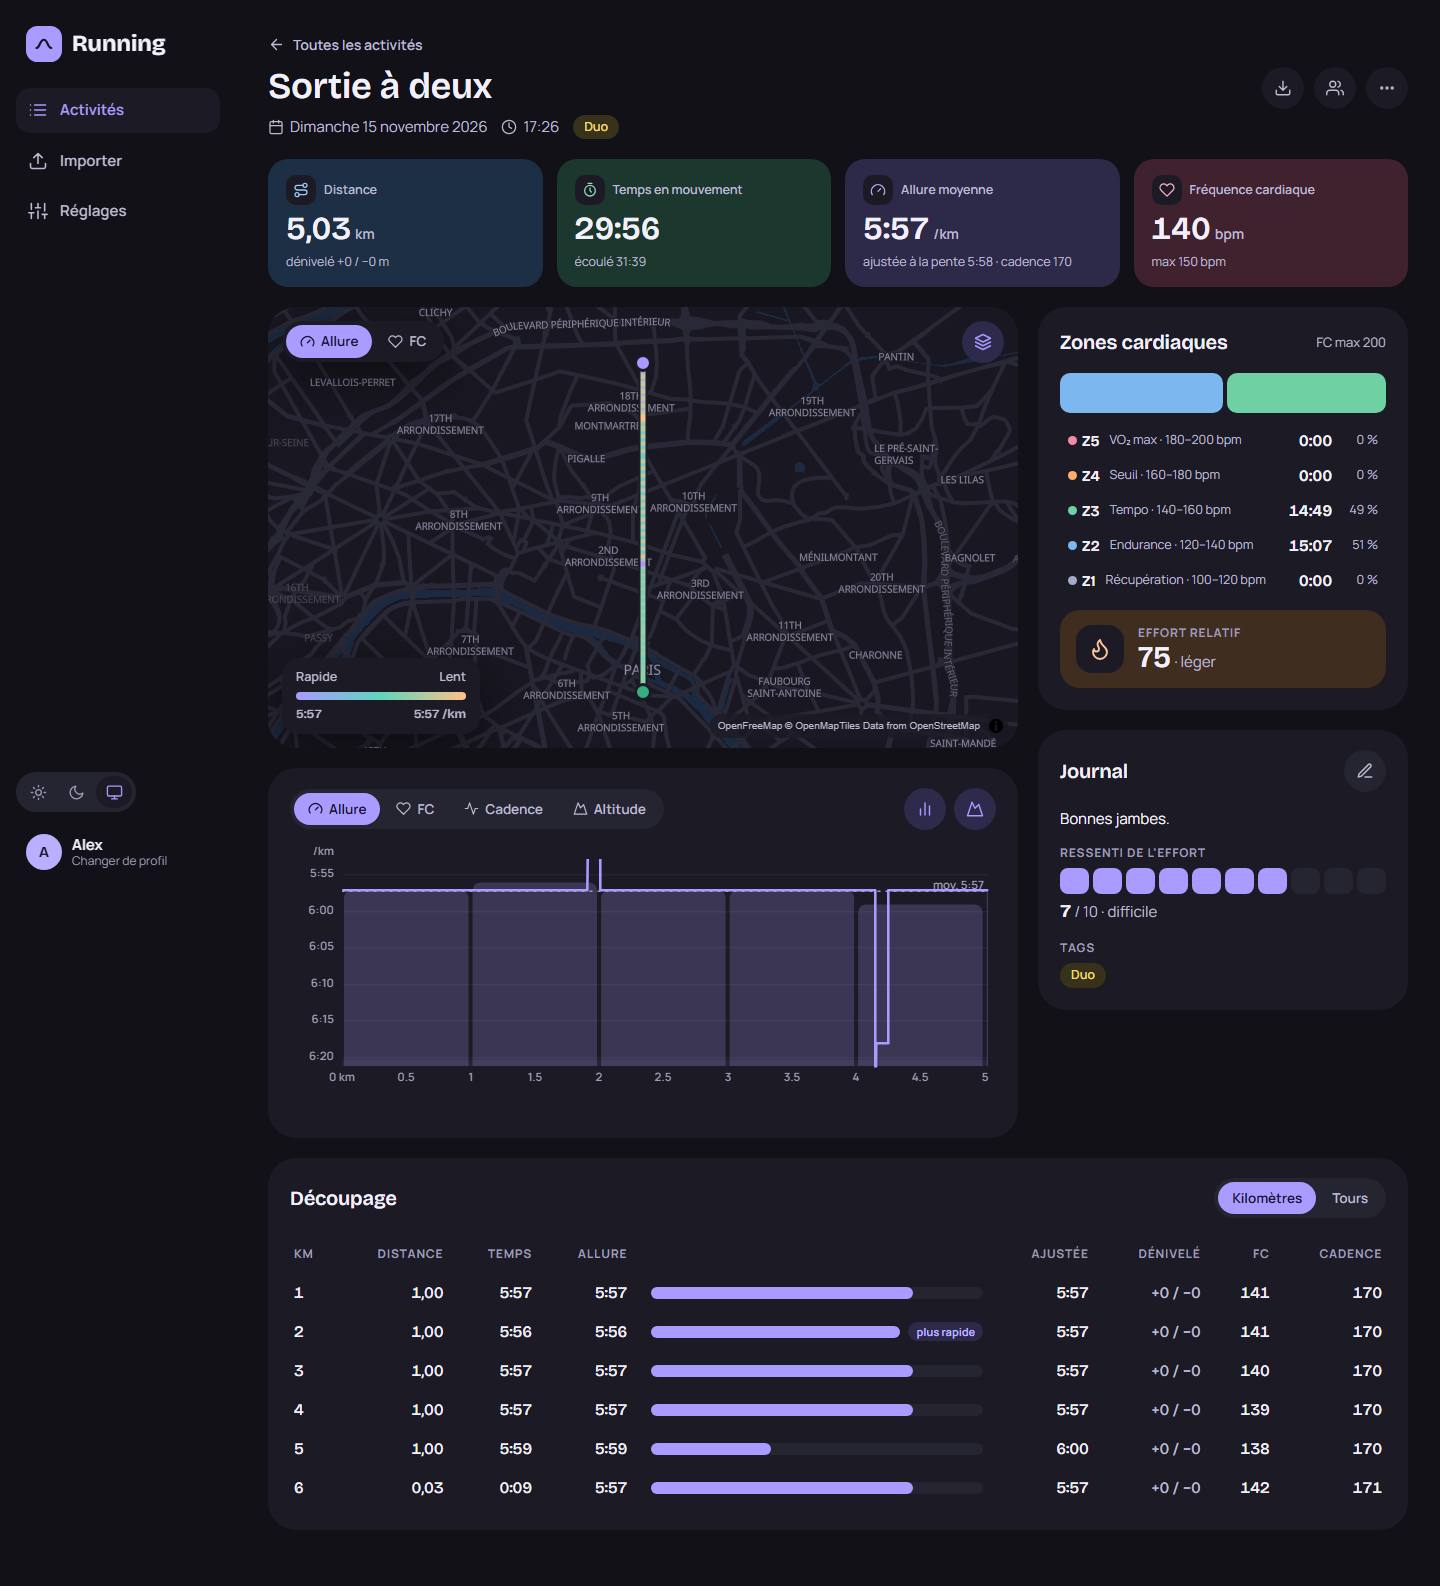 Running
Activités
Importer
Réglages
Alex
Changer de profil
A
Toutes les activités
Sortie à deux
Dimanche 15 novembre 2026 17:26 Duo
Distance
5,03 km
dénivelé +0 / −0 m
Temps en mouvement
29:56
écoulé 31:39
Allure moyenne
5:57 /km
ajustée à la pente 5:58 · cadence 170
Fréquence cardiaque
140 bpm
max 150 bpm
Allure FC
CLICHY
BOULEVARD PÉRIPHÉRIQUE INTÉRIEUR
PANTIN
LEVALLOIS-PERRET
ARRONDISSEMENT
19TH
ARRONDISSEMENT
17TH
ARRONDISSEMENT
LE PRÉ-SAINT-
GERVAIS
PIGALLE
LES LILAS
9TH
10TH
ARRONDISSEMENT
8TH
ARRONDISSEMENT
2ND
MÉNILMONTANT
BAGNOLET
3RD
ARRONDISSEMENT
20TH
ARRONDISSEMENT
16TH
PASSY
11TH
ARRONDISSEMENT
7TH
ARRONDISSEMENT
CHARONNE
BOULEVARD PÉRIPHÉRIQUE INTÉRIEUR
PARIS
6TH
ARRONDISSEMENT
FAUBOURG
SAINT-ANTOINE
5TH
ARRONDISSEMENT
SAINT-MANDÉ
Rapide Lent
5:57 5:57 /km
OpenFreeMap © OpenMapTiles Data from OpenStreetMap
Zones cardiaques FC max 200
Z5 VO₂ max · 180–200 bpm 0:00 0 %
Z4 Seuil · 160–180 bpm 0:00 0 %
Z3 Tempo · 140–160 bpm 14:49 49 %
Z2 Endurance · 120–140 bpm 15:07 51 %
Z1 Récupération · 100–120 bpm 0:00 0 %
EFFORT RELATIF
75 · léger
Journal
Bonnes jambes.
RESSENTI DE L'EFFORT
7 / 10 · difficile
TAGS
Duo
Allure FC Cadence Altitude
/km
5:55
moy. 5:57
6:00
6:05
6:10
6:15
6:20
0 km 0.5 1 1.5 2 2.5 3 3.5 4 4.5 5
Découpage Kilomètres Tours
KM DISTANCE TEMPS ALLURE AJUSTÉE DÉNIVELÉ FC CADENCE
1 1,00 5:57 5:57 5:57 +0 / −0 141 170
2 1,00 5:56 5:56 plus rapide 5:57 +0 / −0 141 170
3 1,00 5:57 5:57 5:57 +0 / −0 140 170
4 1,00 5:57 5:57 5:57 +0 / −0 139 170
5 1,00 5:59 5:59 6:00 +0 / −0 138 170
6 0,03 0:09 5:57 5:57 +0 / −0 142 171